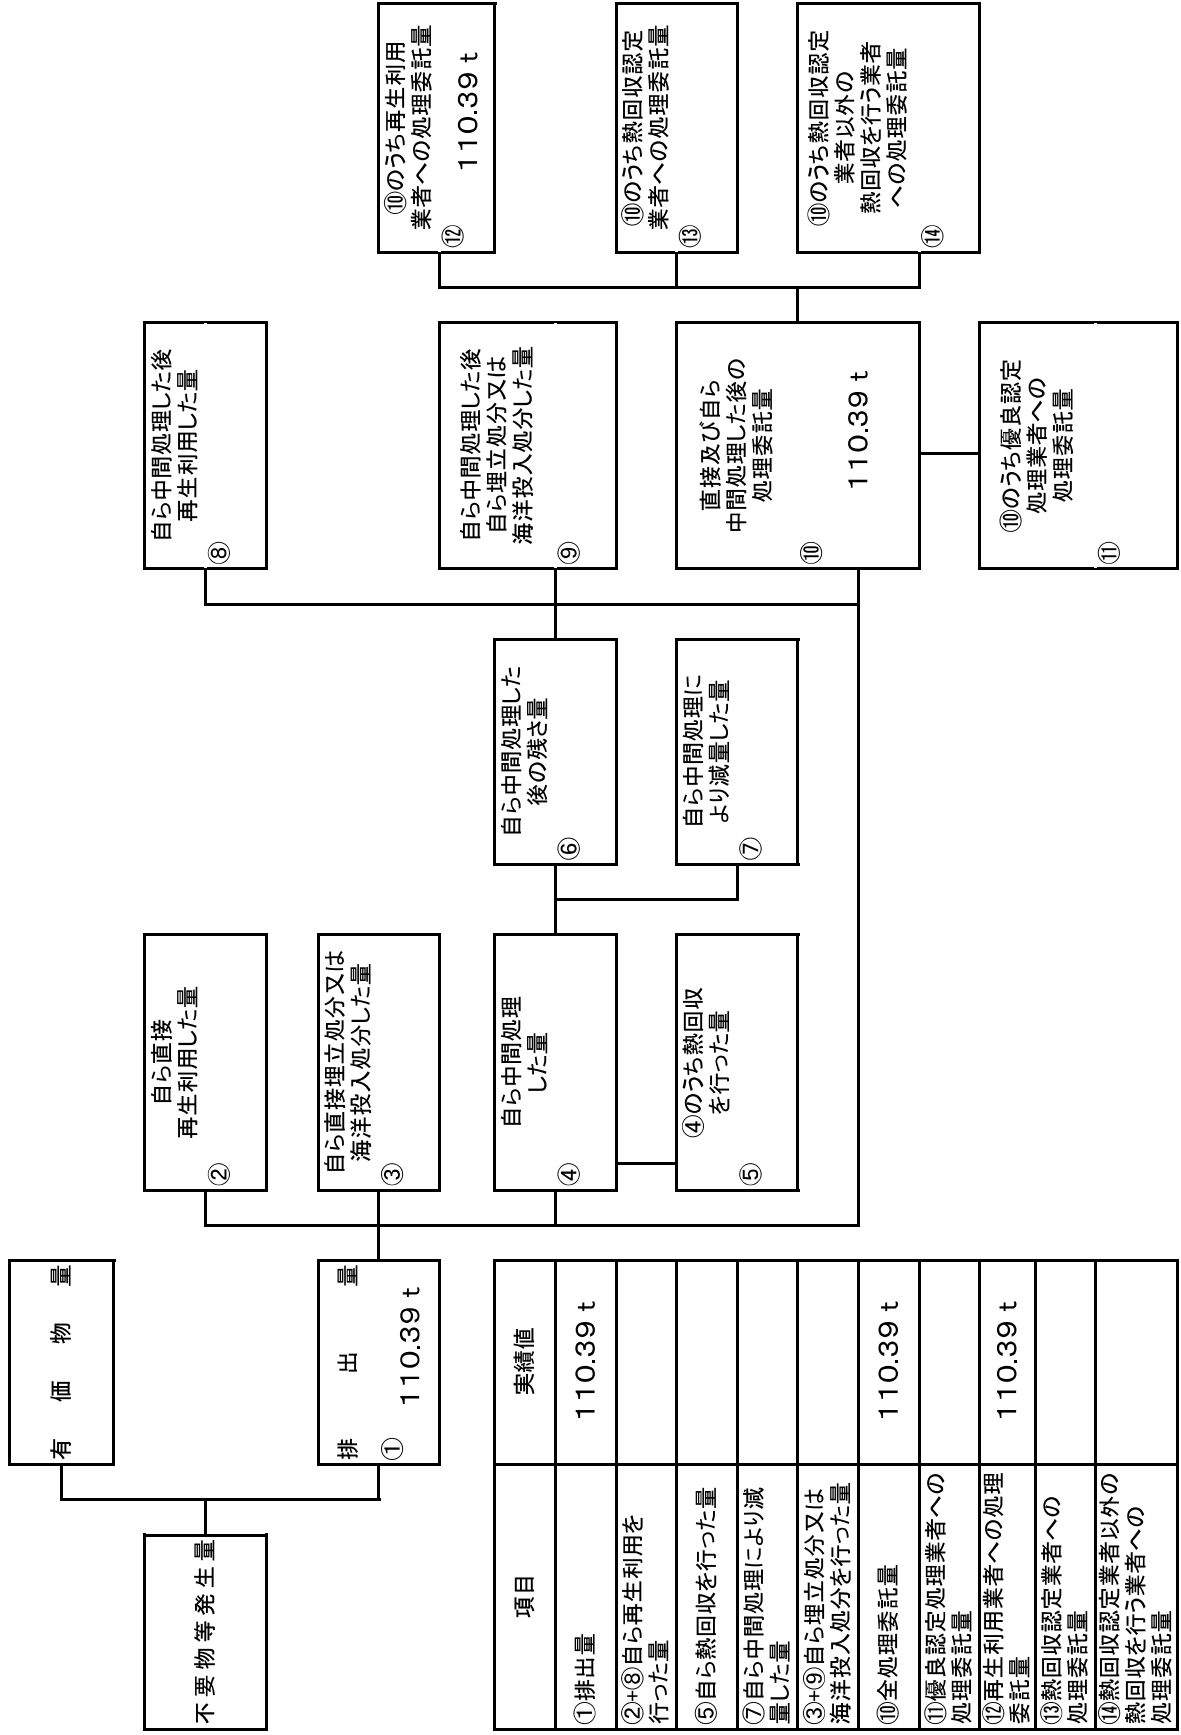 不要物等発生量
有価物量
排出量
①
110.39 t
自ら直接
再生利用した量
②
自ら直接埋立処分又は
海洋投入処分した量
③
自ら中間処理
した量
④
④のうち熱回収
を行った量
⑤
自ら中間処理した
後の残さ量
⑥
自ら中間処理に
より減量した量
⑦
自ら中間処理した後
再生利用した量
⑧
自ら中間処理した後
自ら埋立処分又は
海洋投入処分した量
⑨
直接及び自ら
中間処理した後の
処理委託量
⑩
110.39 t
⑩のうち優良認定
処理業者への
処理委託量
⑪
⑩のうち再生利用
業者への処理委託量
⑫
110.39 t
⑩のうち熱回収認定
業者への処理委託量
⑬
⑩のうち熱回収認定
業者以外の
熱回収を行う業者
への処理委託量
⑭
項目 実績値
①排出量 110.39 t
②+⑧自ら再生利用を
行った量
⑤自ら熱回収を行った量
⑦自ら中間処理により減
量した量
③+⑨自ら埋立処分又は
海洋投入処分を行った量
⑩全処理委託量 110.39 t
⑪優良認定処理業者への
処理委託量
⑫再生利用業者への処理
委託量 110.39 t
⑬熱回収認定業者への
処理委託量
⑭熱回収認定業者以外の
熱回収を行う業者への
処理委託量